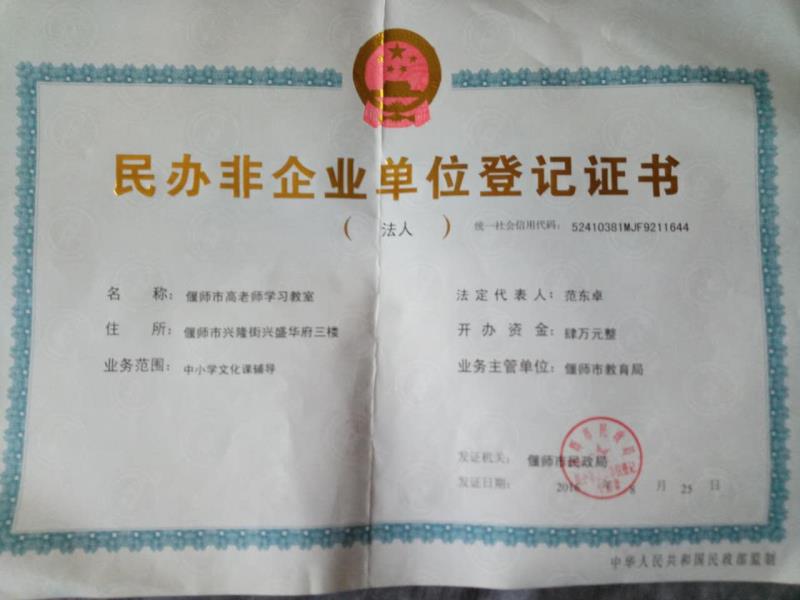 民办非企业单位登记证书
（ 法人 ） 统一社会信用代码：52410381MJF9211644
名 称：偃师市高老师学习教室
法定代表人：范东卓
住 所：偃师市兴隆街兴盛华府三楼
开办资金：肆万元整
业务范围：中小学文化课辅导
业务主管单位：偃师市教育局
发证机关：偃师市民政局
发证日期：2016 年 8 月 25 日
中华人民共和国民政部监制